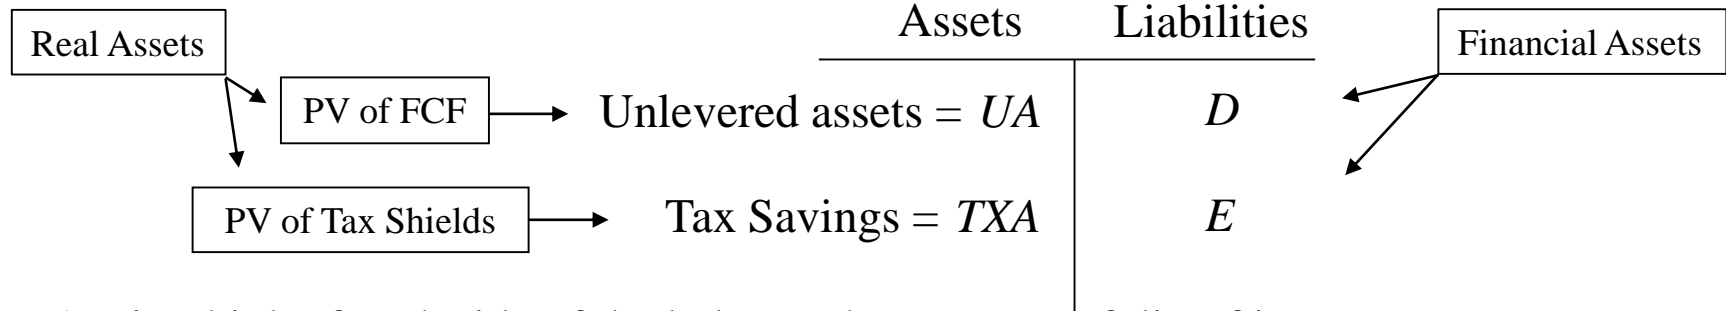 Assets Liabilities
Real Assets
Financial Assets
PV of FCF
Unlevered assets = UA
D
PV of Tax Shields
Tax Savings = TXA
E